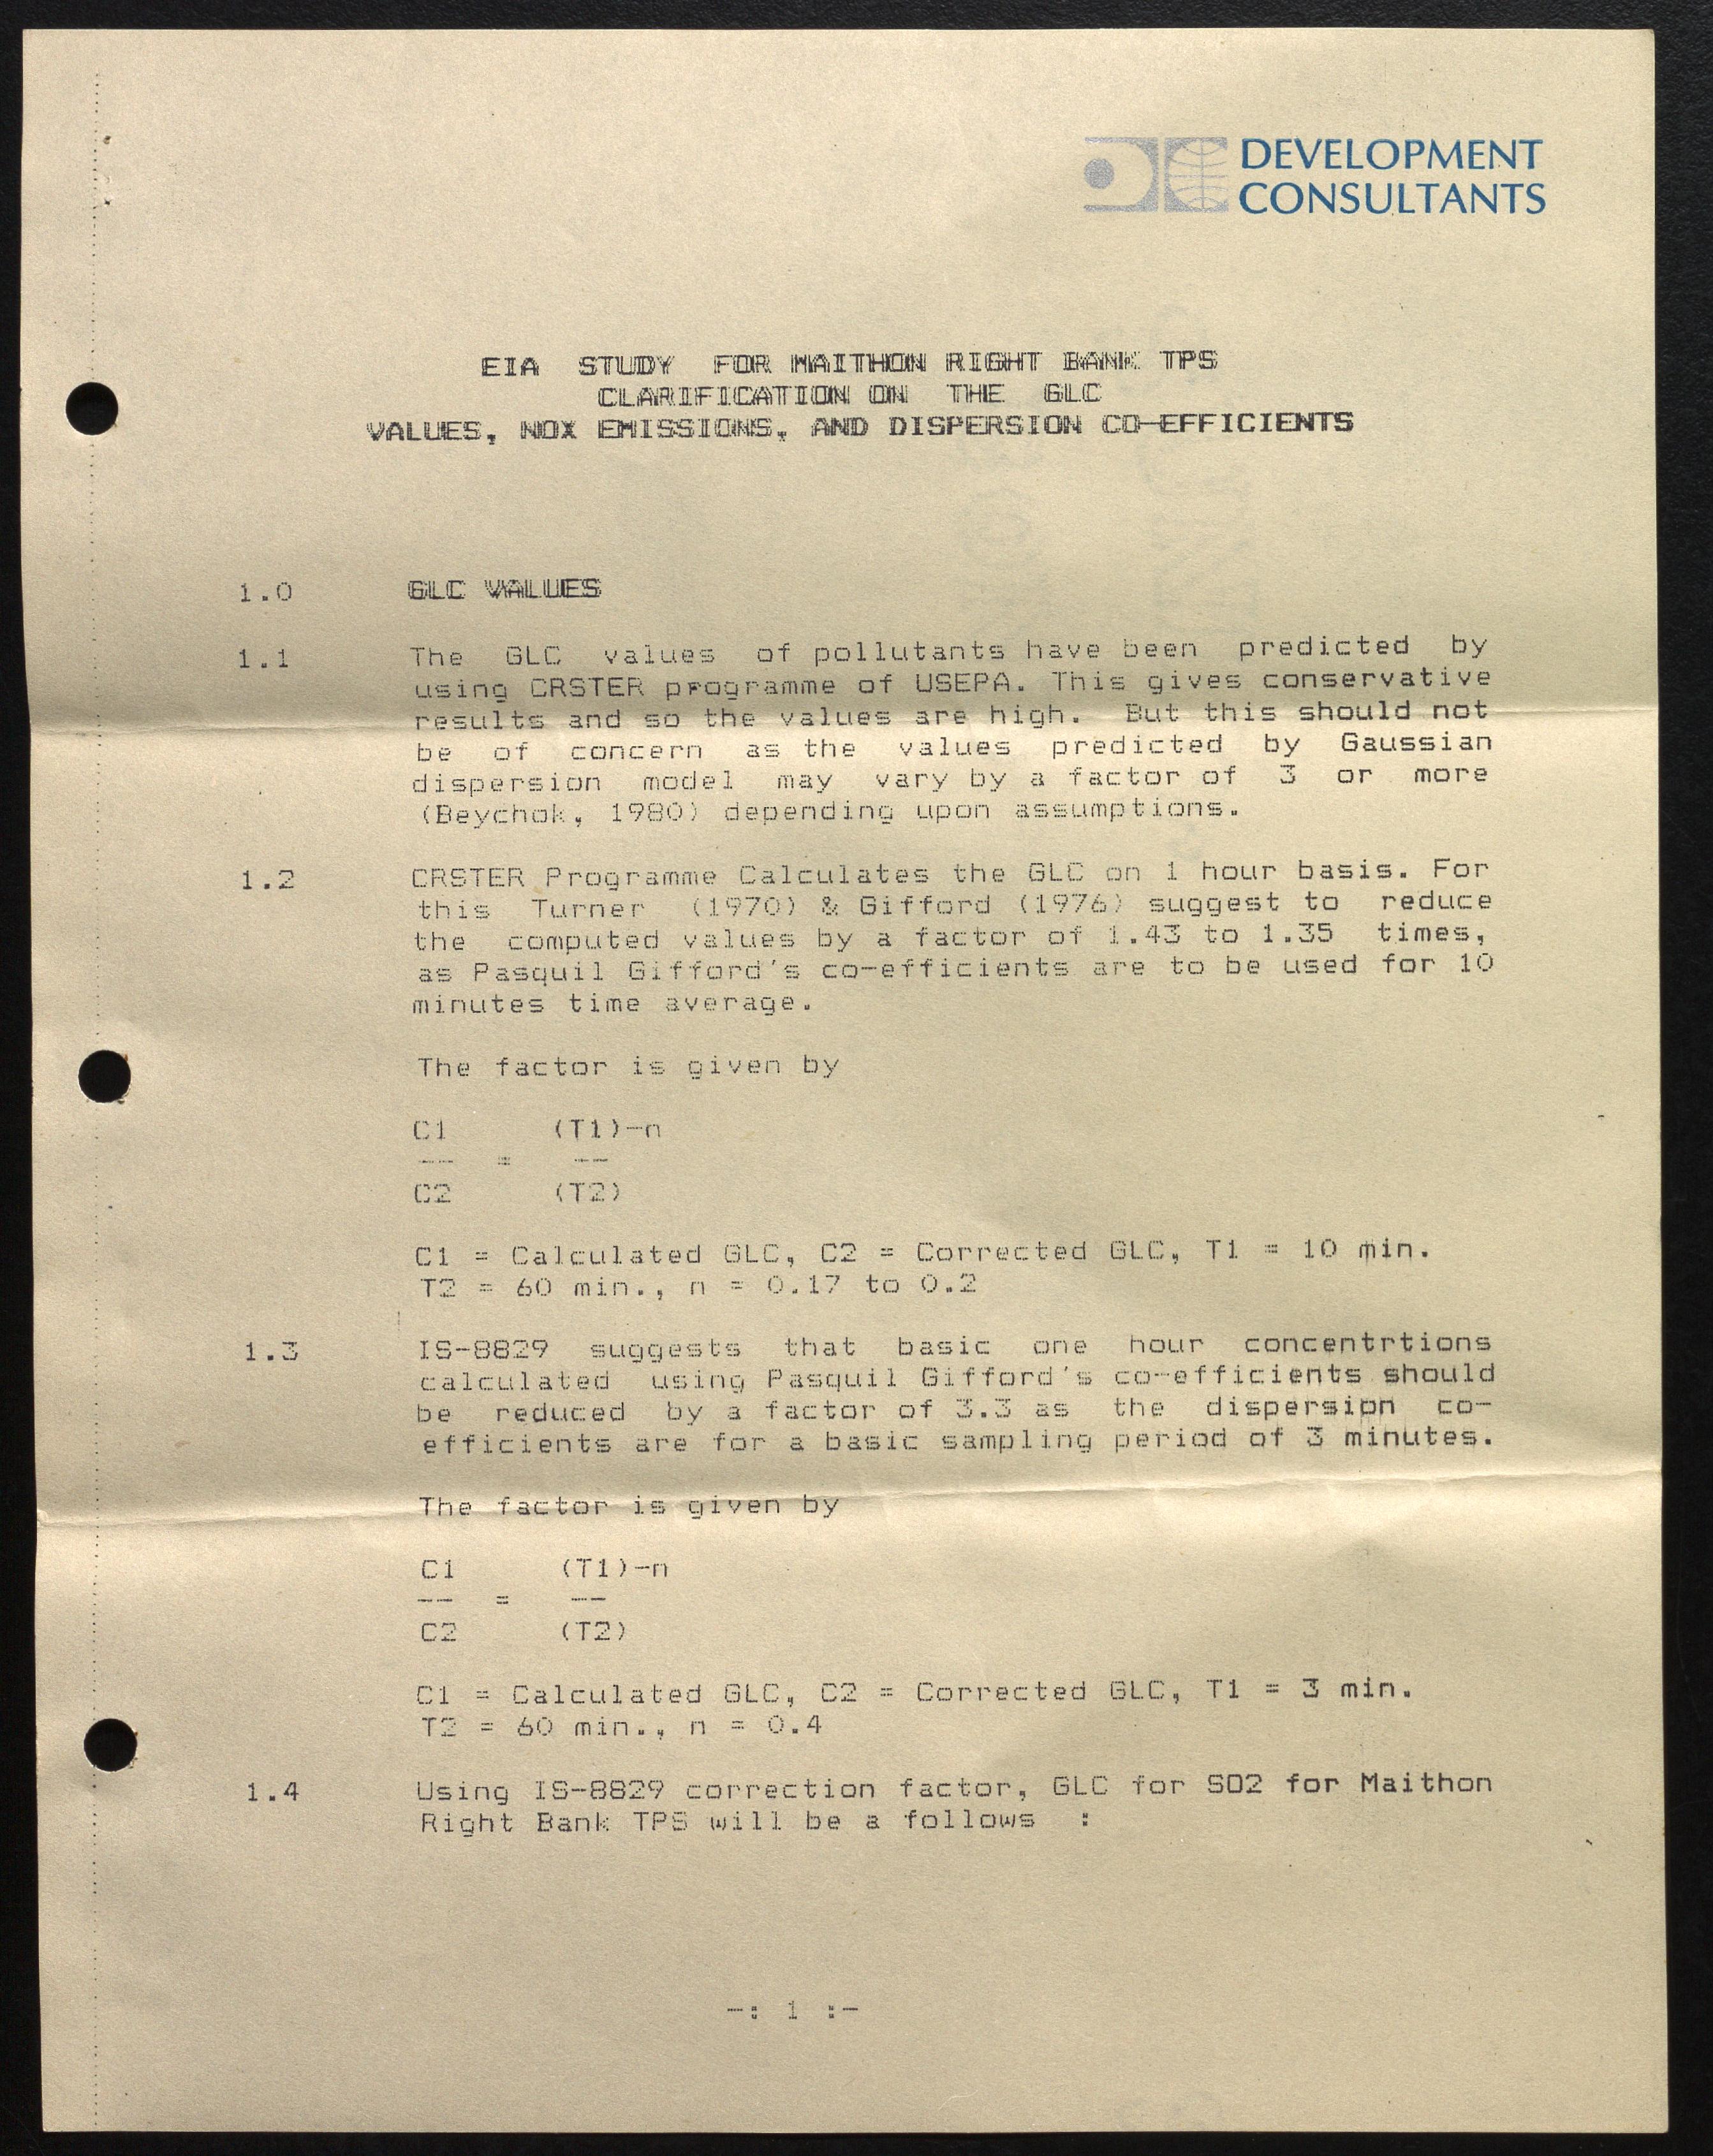 DEVELOPMENT
CONSULTANTS
EIA STUDY FOR MAITHON RIGHT BANK TPS
CLARIFICATION ON THE GLC
VALUES, NOX EMISSIONS, AND DISPERSION CO-EFFICIENTS
1.0 GLC VALUES
1.1 The GLC values of pollutants have been predicted by
using CRSTER programme of USEPA. This gives conservative
results and so the values are high. But this should not
be of concern as the values predicted by Gaussian
dispersion model may vary by a factor of 3 or more
(Beychok, 1980) depending upon assumptions.
1.2 CRSTER Programme Calculates the GLC on 1 hour basis. For
this Turner (1970) & Gifford (1976) suggest to reduce
the computed values by a factor of 1.43 to 1.35 times,
as Pasquil Gifford's co-efficients are to be used for 10
minutes time average.
The factor is given by
C1 (T1)-n
-- = --
C2 (T2)
C1 = Calculated GLC, C2 = Corrected GLC, T1 = 10 min.
T2 = 60 min., n = 0.17 to 0.2
1.3 IS-8829 suggests that basic one hour concentrtions
calculated using Pasquil Gifford's co-efficients should
be reduced by a factor of 3.3 as the dispersion co-
efficients are for a basic sampling period of 3 minutes.
The factor is given by
C1 (T1)-n
-- = --
C2 (T2)
C1 = Calculated GLC, C2 = Corrected GLC, T1 = 3 min.
T2 = 60 min., n = 0.4
1.4 Using IS-8829 correction factor, GLC for SO2 for Maithon
Right Bank TPS will be a follows :
-: 1 :-